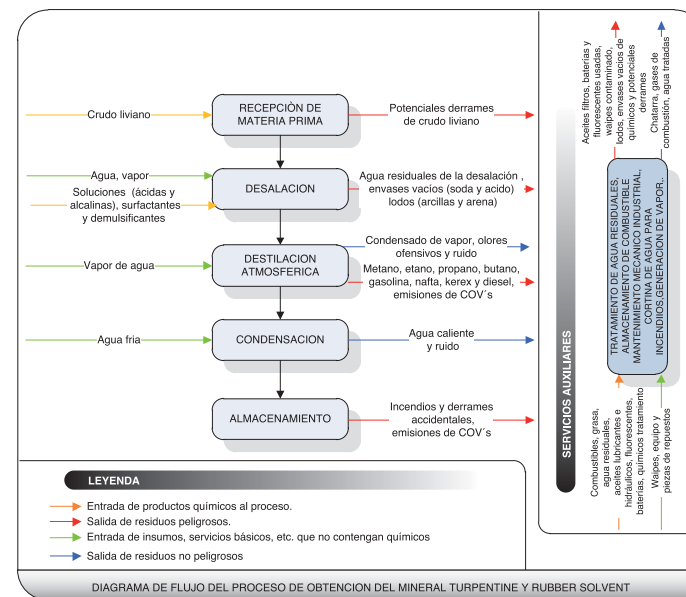 Crudo liviano
RECEPCIÒN DE
MATERIA PRIMA
Potenciales derrames
de crudo liviano
Agua, vapor
Soluciones (ácidas y
alcalinas), surfactantes
y demulsificantes
DESALACION
Agua residuales de la desalación ,
envases vacíos (soda y acido)
lodos (arcillas y arena)
Vapor de agua
DESTILACION
ATMOSFERICA
Condensado de vapor, olores
ofensivos y ruido
Metano, etano, propano, butano,
gasolina, nafta, kerex y diesel,
emisiones de COV´s
Agua fria
CONDENSACION
Agua caliente
y ruido
ALMACENAMIENTO
Incendios y derrames
accidentales,
emisiones de COV´s
SERVICIOS AUXILIARES
Aceites filtros, baterías y
fluorescentes usadas,
waipes contaminado,
lodos, envases vacios de
químicos y potenciales
derrames
Chatarra, gases de
combustión, agua tratadas
TRATAMIENTO DE AGUA RESIDUALES,
ALMACENAMIENTO DE COMBUSTIBLE
MANTENIMIENTO MECANICO INDUSTRIAL,
CORTINA DE AGUA PARA
INCENDIIOS,GENERACION DE VAPOR,.
Combustibles, grasa,
agua residuales,
aceites lubricantes e
hidráulicos, fluorescentes,
baterías, químicos tratamiento
Waipes, equipo y
piezas de repuestos
LEYENDA
Entrada de productos químicos al proceso.
Salida de residuos peligrosos.
Entrada de insumos, servicios básicos, etc. que no contengan químicos
Salida de residuos no peligrosos
DIAGRAMA DE FLUJO DEL PROCESO DE OBTENCION DEL MINERAL TURPENTINE Y RUBBER SOLVENT